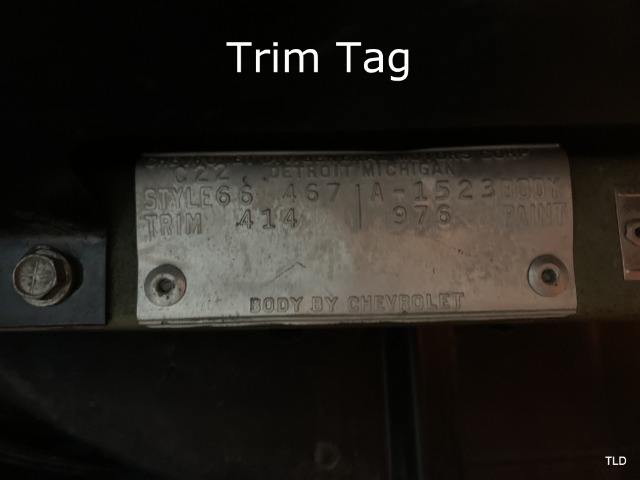 Trim Tag
C22 DETROIT MICHIGAN
STYLE 66 467 A-1523 BODY
TRIM 414 976 PAINT
BODY BY CHEVROLET
TLD